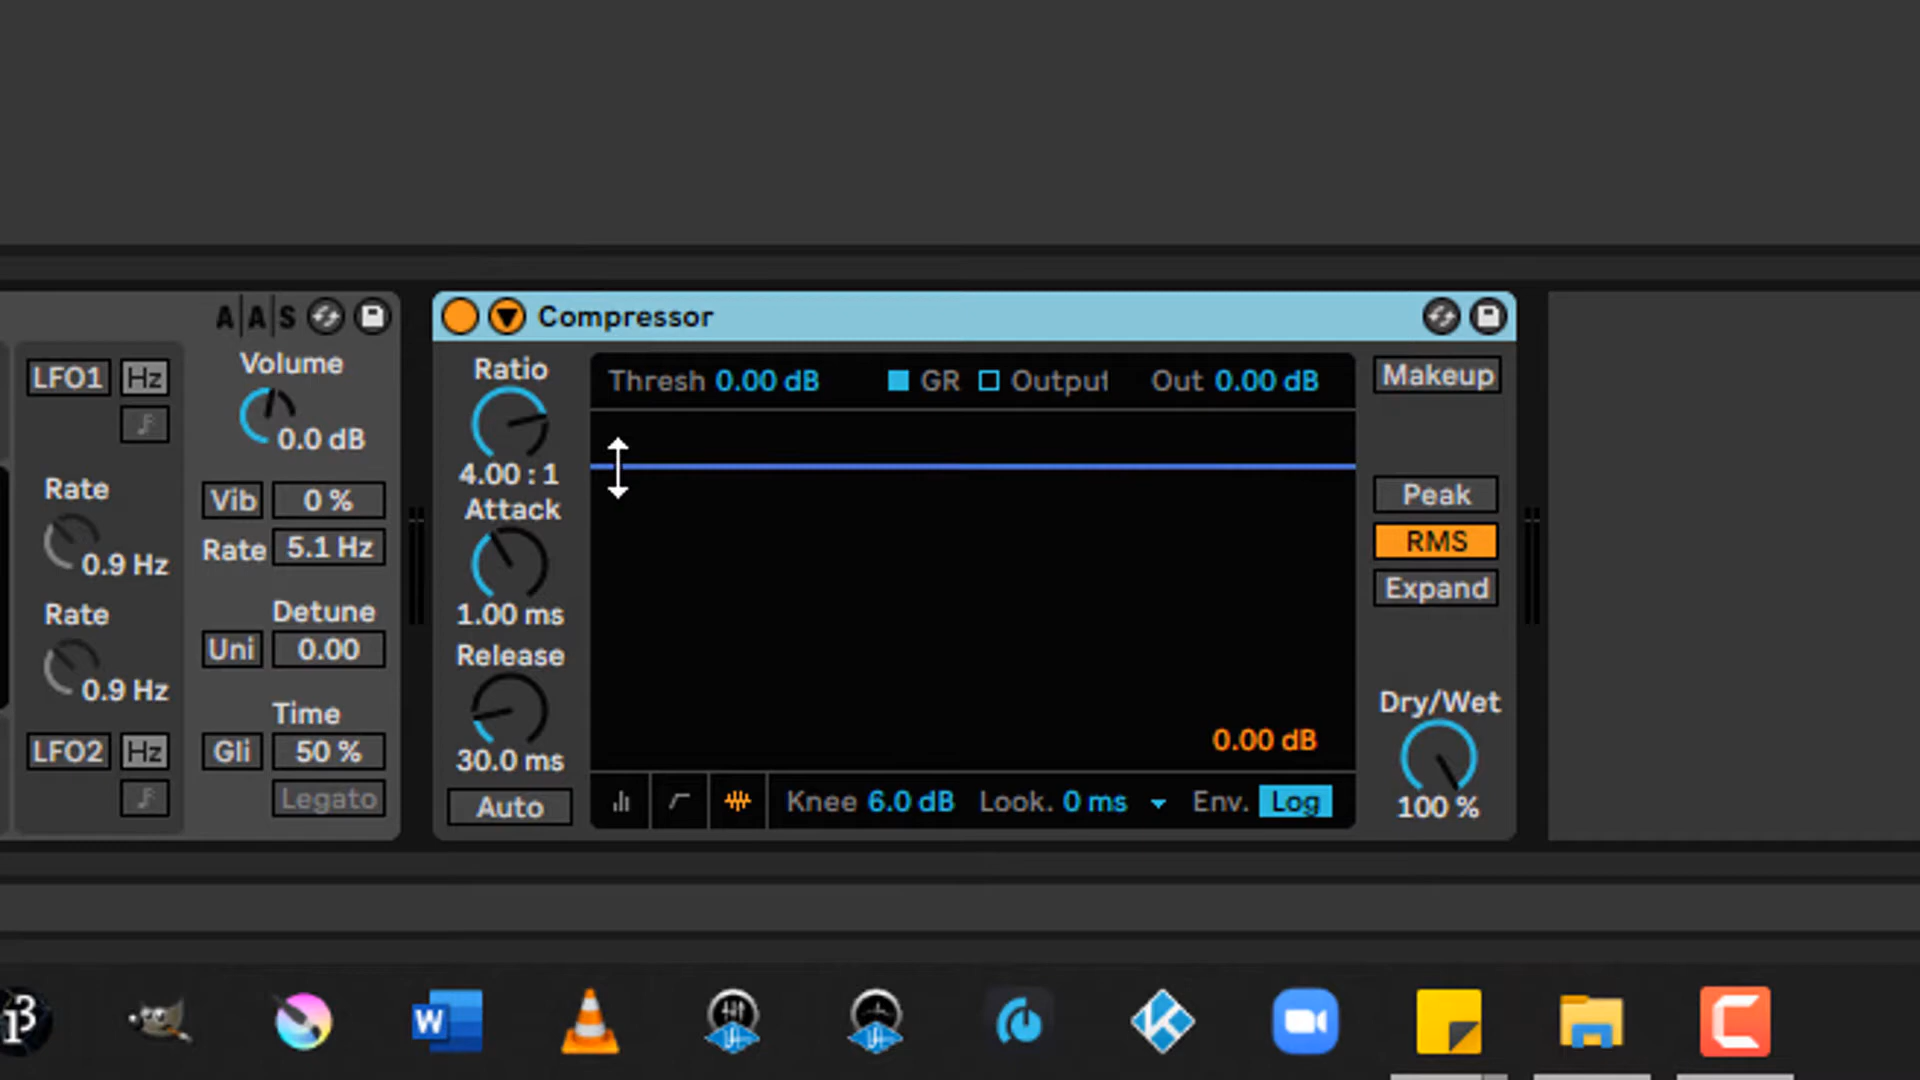 A|A|S
LFO1 Hz
Volume
0.0 dB
Rate
0.9 Hz
Rate
0.9 Hz
LFO2 Hz
Vib 0 %
Rate 5.1 Hz
Detune
Uni 0.00
Time
Gli 50 %
Legato
Compressor
Ratio
4.00 : 1
Attack
1.00 ms
Release
30.0 ms
Auto
Thresh 0.00 dB GR Output Out 0.00 dB
0.00 dB
Knee 6.0 dB Look. 0 ms Env. Log
Makeup
Peak
RMS
Expand
Dry/Wet
100 %
13
W